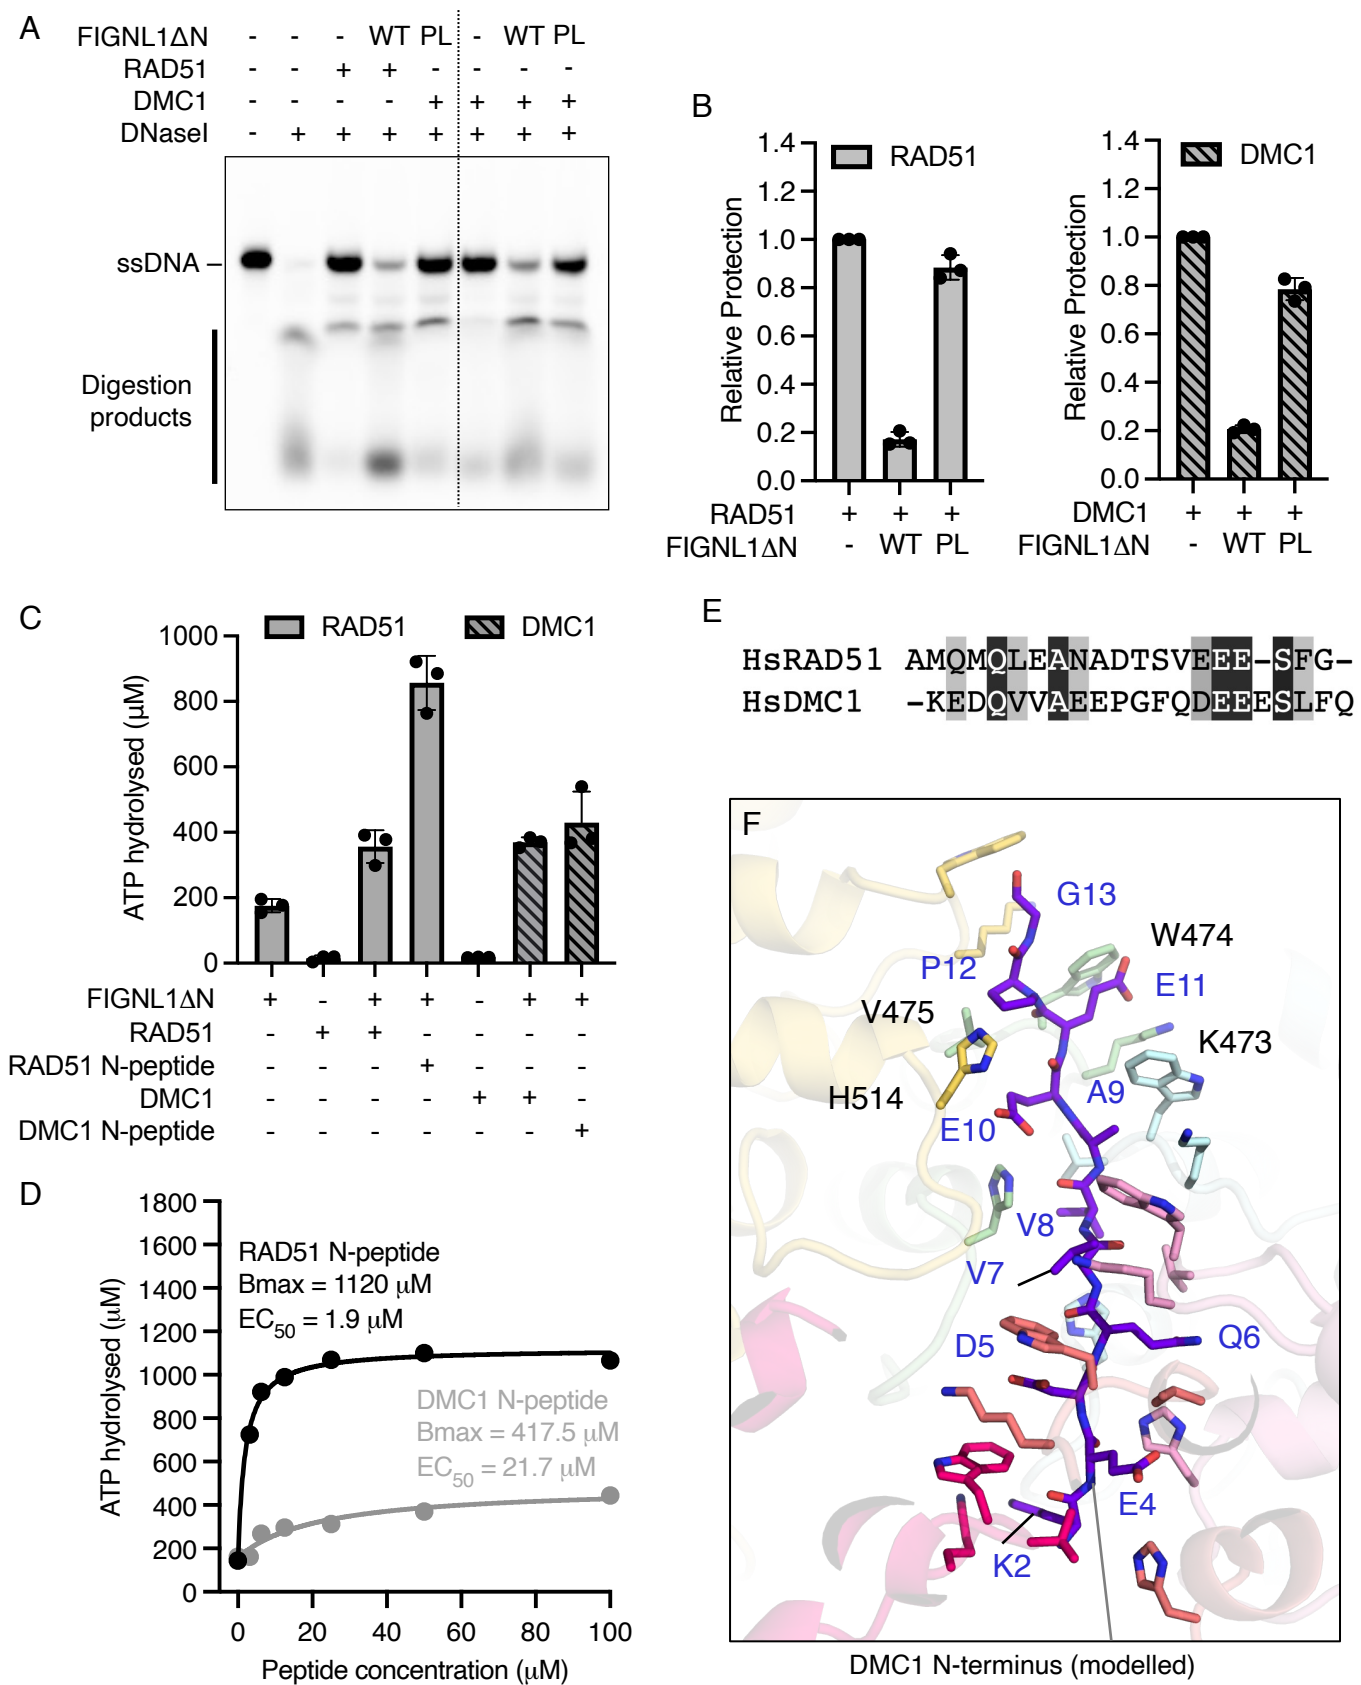 A
FIGNL1ΔN - - - WT PL - WT PL
RAD51 - - + + - - - -
DMC1 - - - - + + + +
DNaseI - + + + + + + +
ssDNA
Digestion
products
B
RAD51
Relative Protection
1.4
1.2
1.0
0.8
0.6
0.4
0.2
0.0
RAD51 + + +
FIGNL1ΔN - WT PL
DMC1
Relative Protection
1.4
1.2
1.0
0.8
0.6
0.4
0.2
0.0
DMC1 + + +
FIGNL1ΔN - WT PL
C
RAD51 DMC1
ATP hydrolysed (μM)
1000
800
600
400
200
0
FIGNL1ΔN + - + + - + +
RAD51 - + + - - - -
RAD51 N-peptide - - - + - - -
DMC1 - - - - + + -
DMC1 N-peptide - - - - - - +
D
ATP hydrolysed (μM)
1800
1600
1400
1200
1000
800
600
400
200
0
RAD51 N-peptide
Bmax = 1120 μM
EC50 = 1.9 μM
DMC1 N-peptide
Bmax = 417.5 μM
EC50 = 21.7 μM
0 20 40 60 80 100
Peptide concentration (μM)
E
HsRAD51 AMQMQLEANADTSVEEE-SFG-
HsDMC1 -KEDQVVAEEPGFQDEEESLFQ
F
G13
W474
P12
E11
V475
K473
H514
A9
E10
V8
V7
D5
Q6
E4
K2
DMC1 N-terminus (modelled)